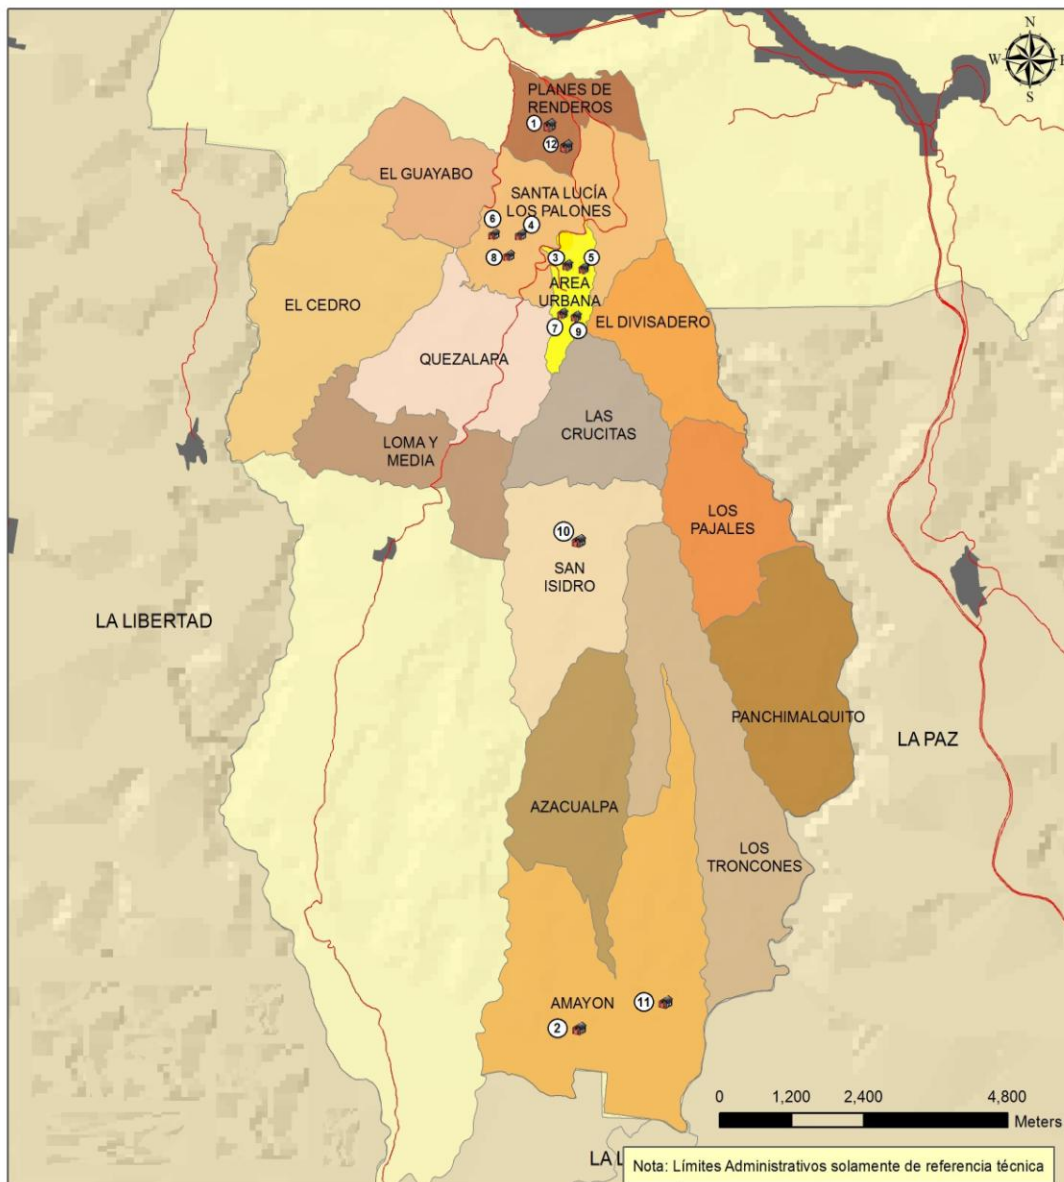 N
W
E
S
PLANES DE
RENDEROS
1
12
EL GUAYABO
SANTA LUCÍA
LOS PALONES
6
4
8
3
5
AREA
URBANA
EL CEDRO
EL DIVISADERO
7
9
QUEZALAPA
LAS
CRUCITAS
LOMA Y
MEDIA
LOS
PAJALES
10
SAN
ISIDRO
LA LIBERTAD
PANCHIMALQUITO
LA PAZ
AZACUALPA
LOS
TRONCONES
AMAYON
11
2
0
1,200
2,400
4,800
Meters
LA L
Nota: Límites Administrativos solamente de referencia técnica